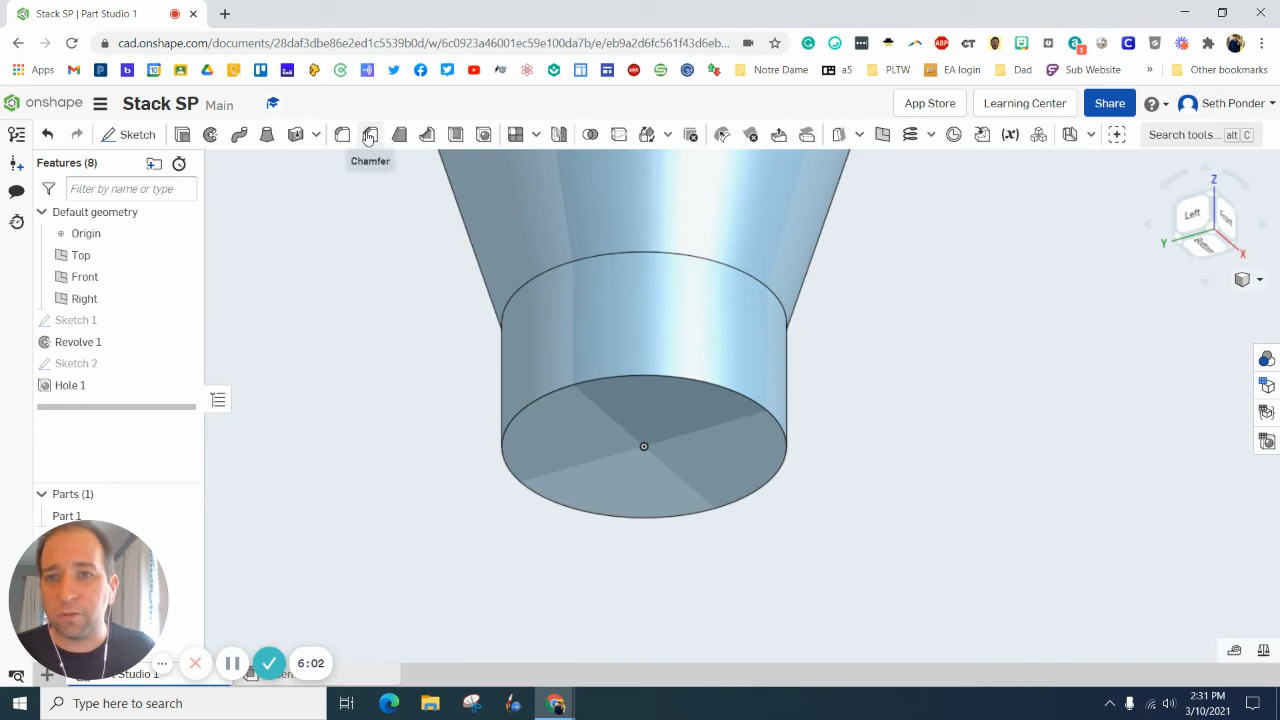 Stack SP | Part Studio 1
cad.onshape.com/documents/28daf3db86e2ed1c5539b0cf/w/6c0923a46001ec59e100da7b/e/eb9a2d6fc561f43d6eb...
Apps
Notre Dame
a5
PLTW
EA login
Dad
Sub Website
»
Other bookmarks
onshape
Stack SP Main
App Store
Learning Center
Share
Seth Ponder
Sketch
Search tools...
alt C
Chamfer
Features (8)
Filter by name or type
Default geometry
Origin
Top
Front
Right
Sketch 1
Revolve 1
Sketch 2
Hole 1
Parts (1)
Part 1
Z
Left
Front
Bottom
Y
X
6:02
Type here to search
2:31 PM
3/10/2021